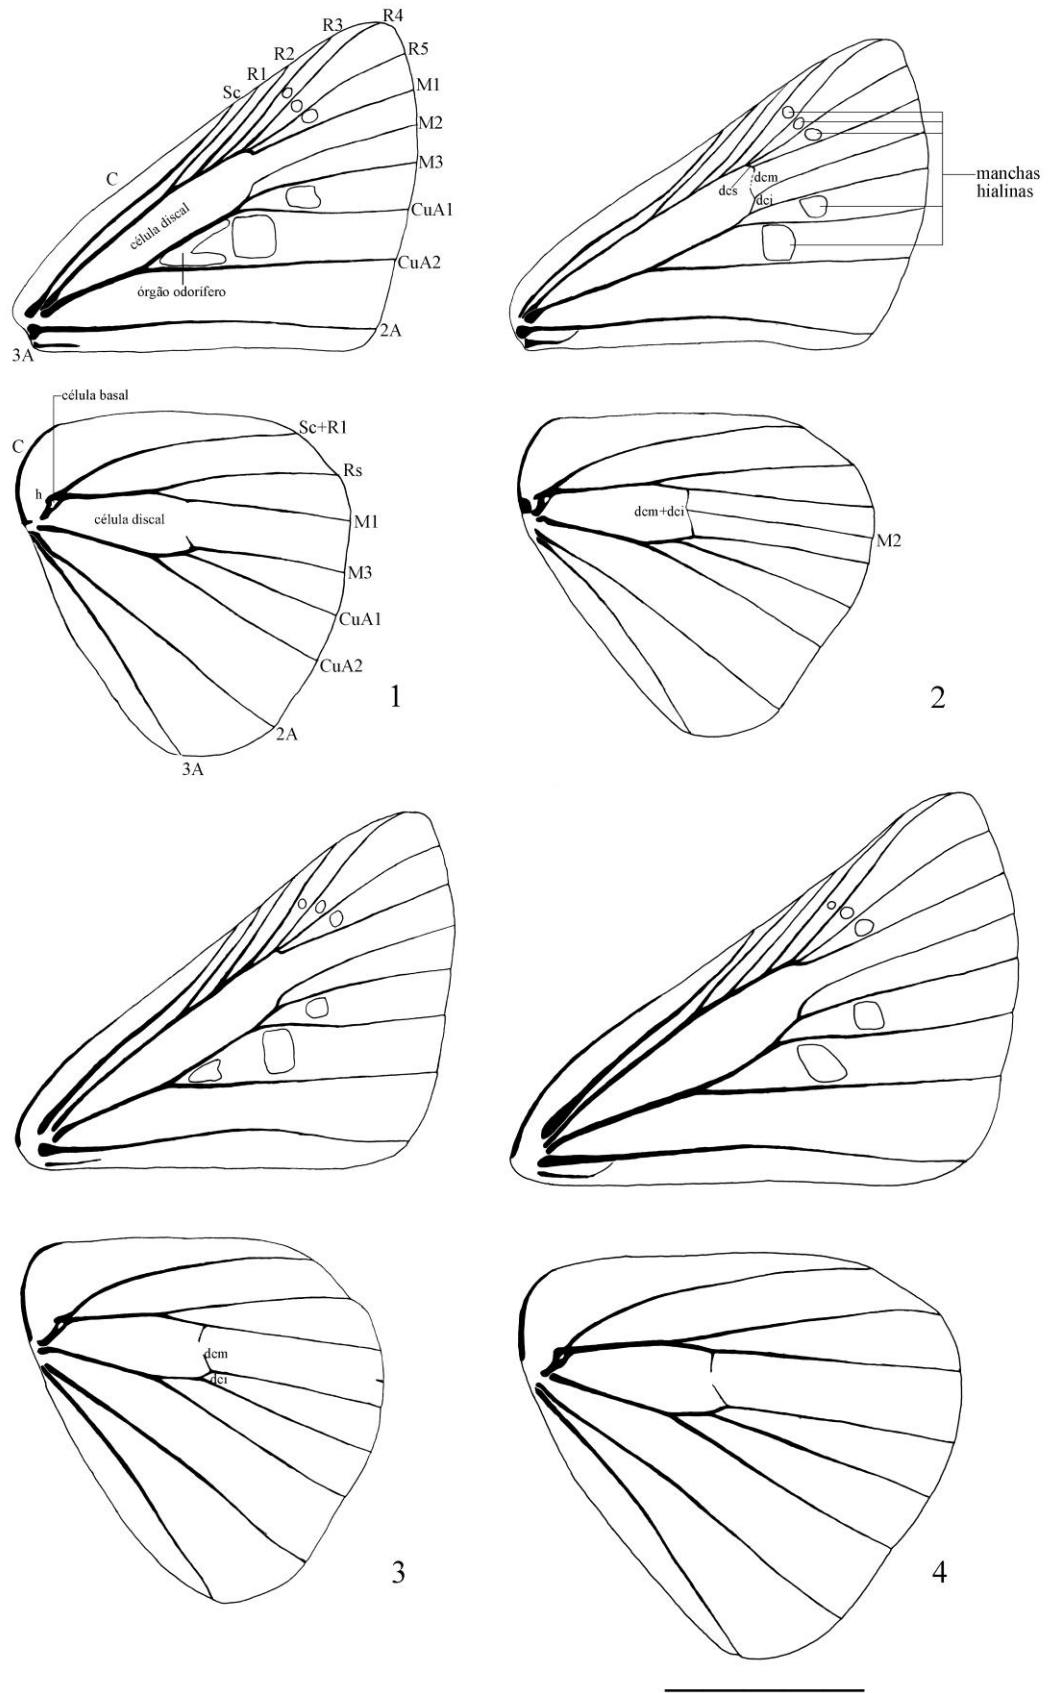 R4
R3
R5
R2
R1
M1
Sc
M2
M3
C
célula discal
CuA1
CuA2
órgão odorífero
2A
3A
manchas
hialinas
dcs
dcm
dci
célula basal
C
Sc+R1
Rs
h
célula discal
M1
M3
CuA1
CuA2
1
2A
3A
dcm+dci
M2
2
dcm
dci
3
4